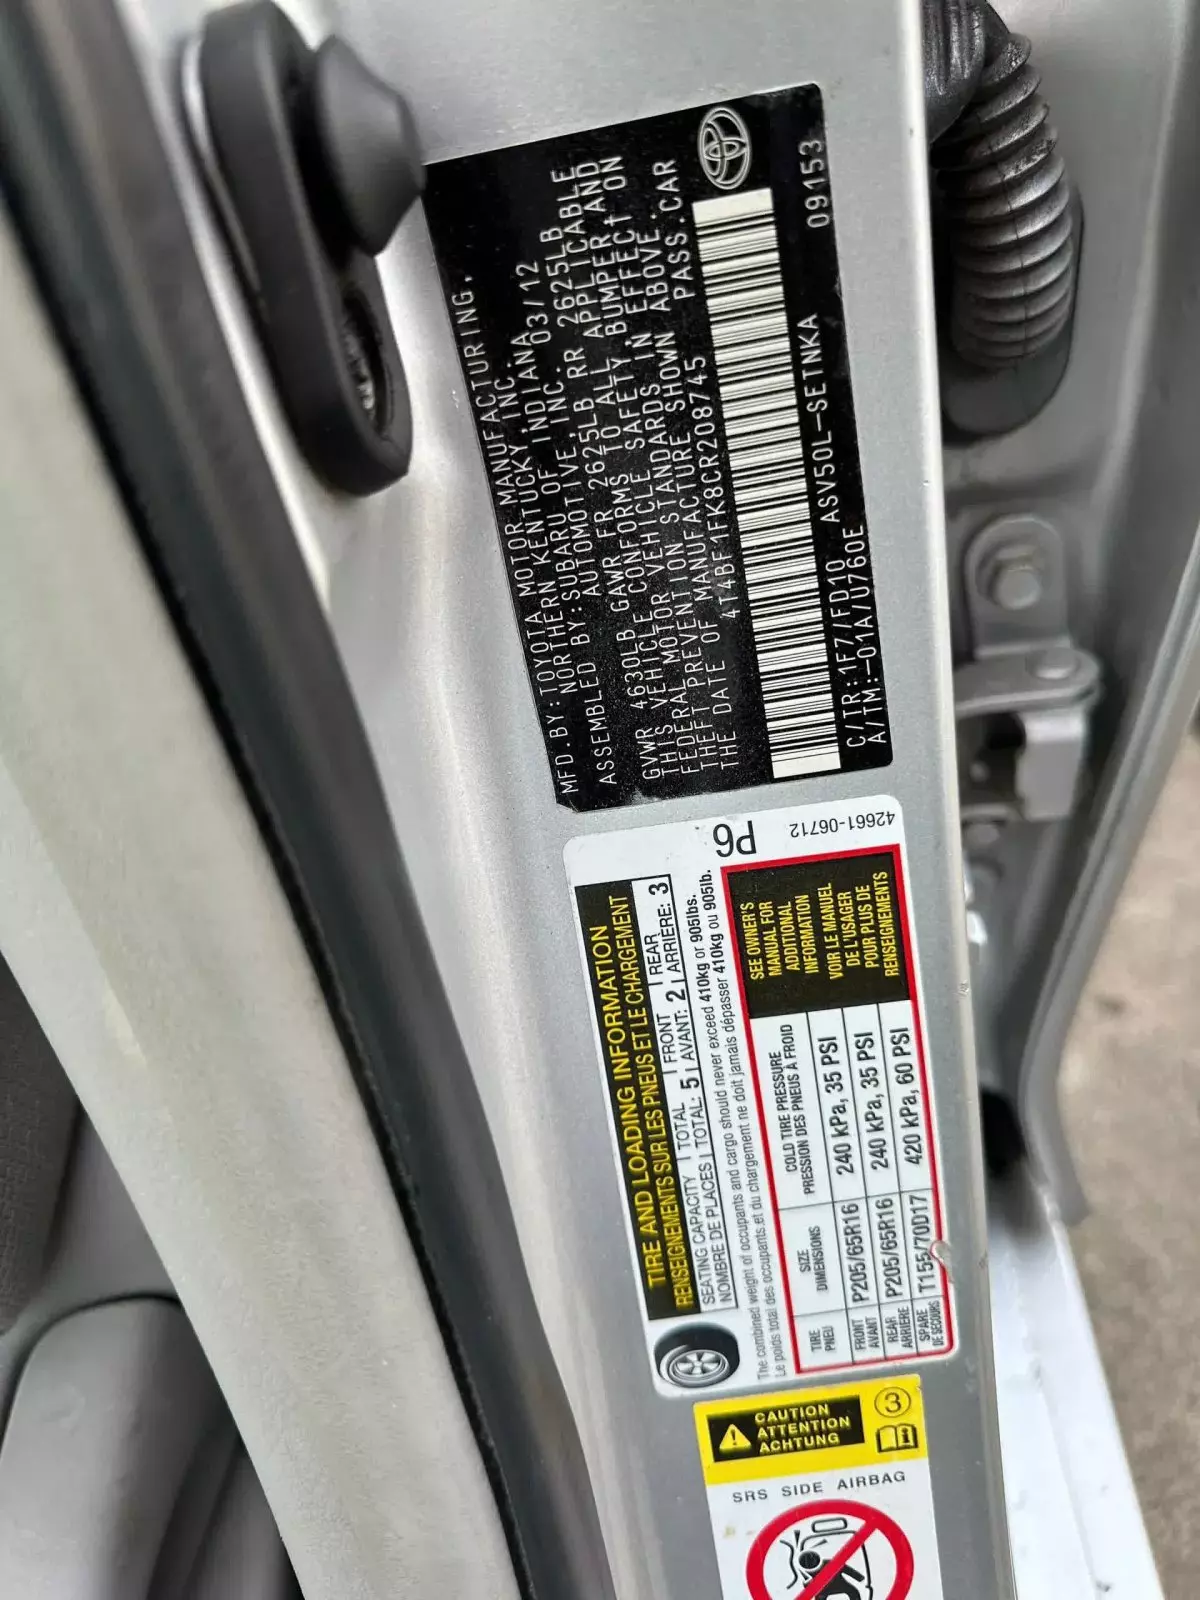 MFD.BY:TOYOTA MOTOR MANUFACTURING,
NORTHERN KENTUCKY, INC.
ASSEMBLED BY:SUBARU OF INDIANA
AUTOMOTIVE, INC. 03/12
GVWR 4630LB GAWR FR 2625LB RR 2625LB
THIS VEHICLE CONFORMS TO ALL APPLICABLE
FEDERAL MOTOR VEHICLE SAFETY, BUMPER, AND
THEFT PREVENTION STANDARDS IN EFFECT ON
THE DATE OF MANUFACTURE SHOWN ABOVE.
4T4BF1FK8CR208745 PASS.CAR
C/TR:1F7/FD10 ASV50L-SETNKA 09153
A/TM:-01A/U760E
42661-06712
P6
TIRE AND LOADING INFORMATION
RENSEIGNEMENTS SUR LES PNEUS ET LE CHARGEMENT
SEATING CAPACITY TOTAL FRONT REAR
NOMBRE DE PLACES TOTAL: 5 AVANT: 2 ARRIÈRE: 3
The combined weight of occupants and cargo should never exceed 410kg or 905lbs.
Le poids total des occupants et du chargement ne doit jamais dépasser 410kg ou 905lb.
TIRE
PNEU
SIZE
DIMENSIONS
COLD TIRE PRESSURE
PRESSION DES PNEUS À FROID
SEE OWNER'S
MANUAL FOR
ADDITIONAL
INFORMATION
VOIR LE MANUEL
DE L'USAGER
POUR PLUS DE
RENSEIGNEMENTS
FRONT
AVANT
P205/65R16 240 kPa, 35 PSI
REAR
ARRIÈRE
P205/65R16 240 kPa, 35 PSI
SPARE
DE SECOURS
T155/70D17 420 kPa, 60 PSI
CAUTION
ATTENTION
ACHTUNG
3
SRS SIDE AIRBAG